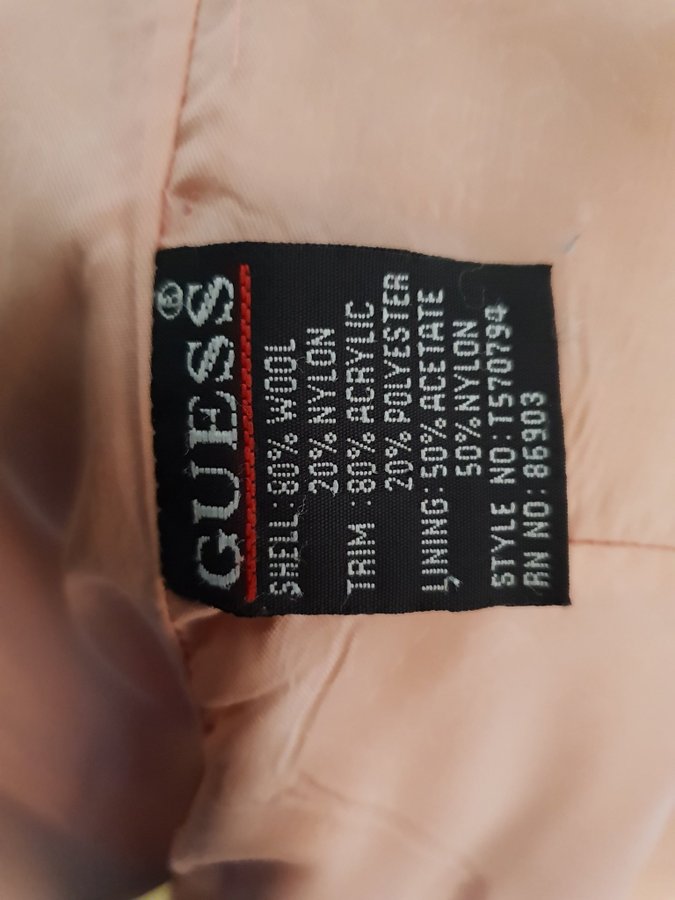 GUESS®
SHELL:80% WOOL
20% NYLON
TRIM :80% ACRYLIC
20% POLYESTER
LINING:50% ACETATE
50% NYLON
STYLE NO:T570794
RN NO:86903